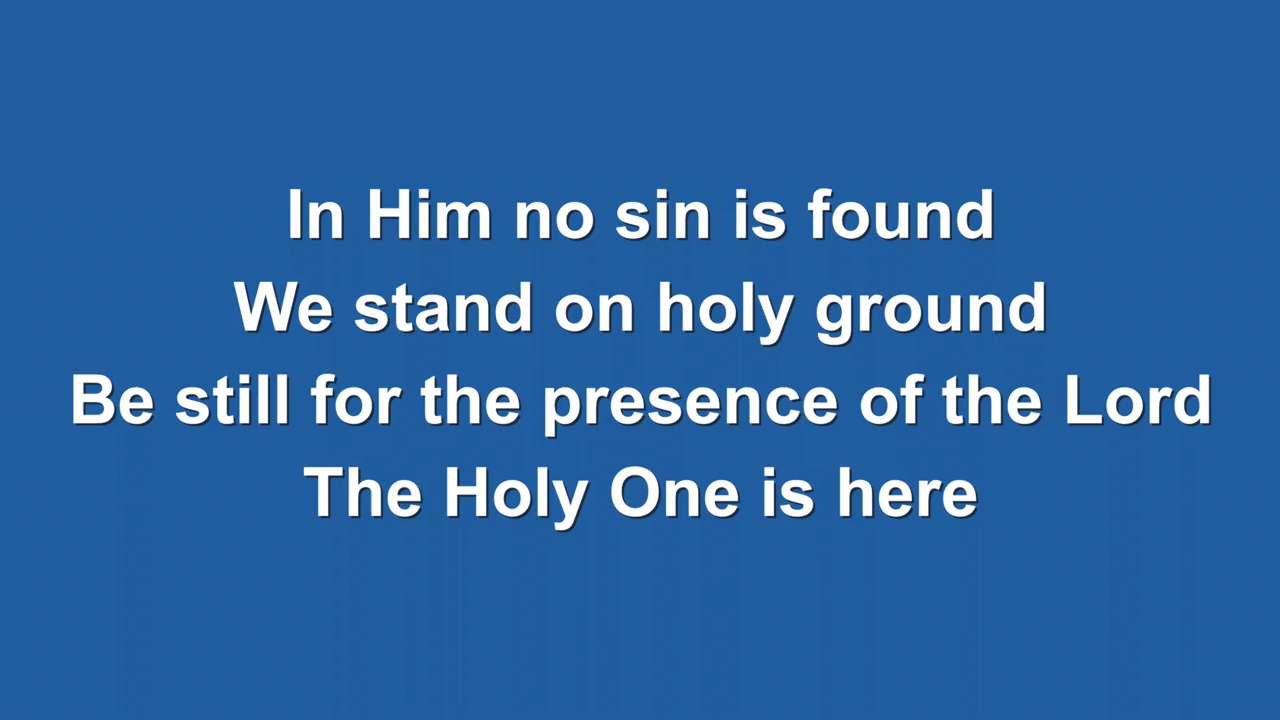 In Him no sin is found
We stand on holy ground
Be still for the presence of the Lord
The Holy One is here